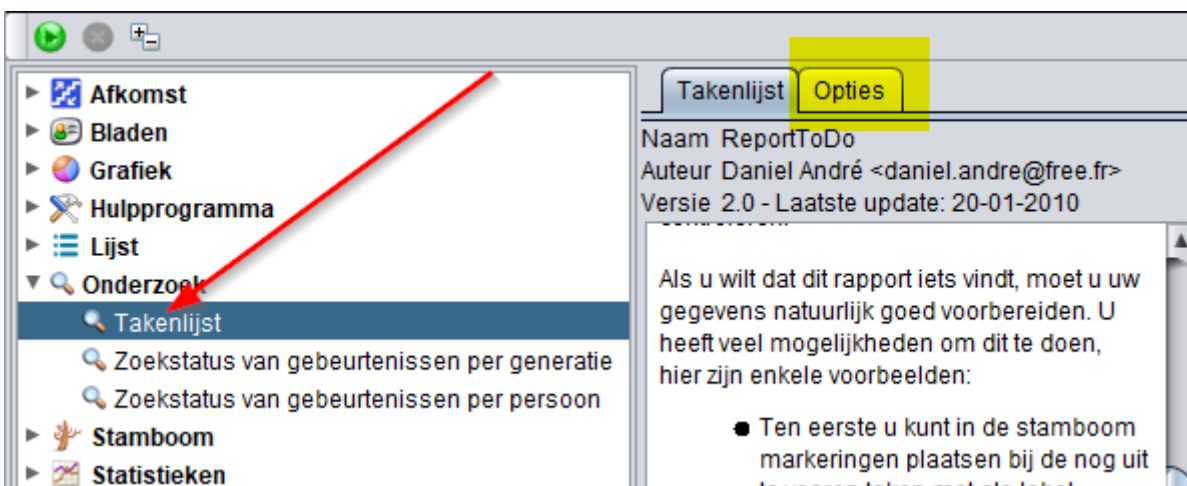 Afkomst
Bladen
Grafiek
Hulpprogramma
Lijst
Onderzoek
Takenlijst
Zoekstatus van gebeurtenissen per generatie
Zoekstatus van gebeurtenissen per persoon
Stamboom
Statistieken
Takenlijst Opties
Naam ReportToDo
Auteur Daniel André <daniel.andre@free.fr>
Versie 2.0 - Laatste update: 20-01-2010
Als u wilt dat dit rapport iets vindt, moet u uw
gegevens natuurlijk goed voorbereiden. U
heeft veel mogelijkheden om dit te doen,
hier zijn enkele voorbeelden:
Ten eerste u kunt in de stamboom
markeringen plaatsen bij de nog uit